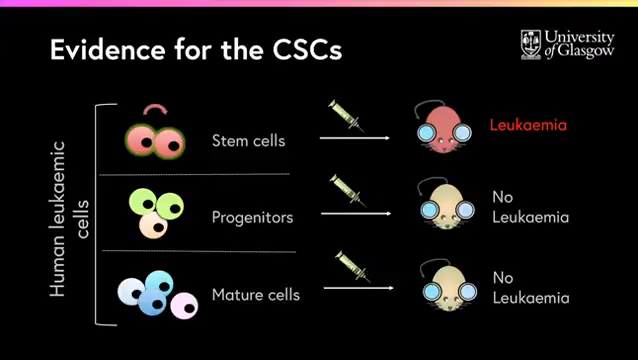 Evidence for the CSCs
University
of Glasgow
Human leukaemic
cells
Stem cells
Leukaemia
Progenitors
No
Leukaemia
Mature cells
No
Leukaemia